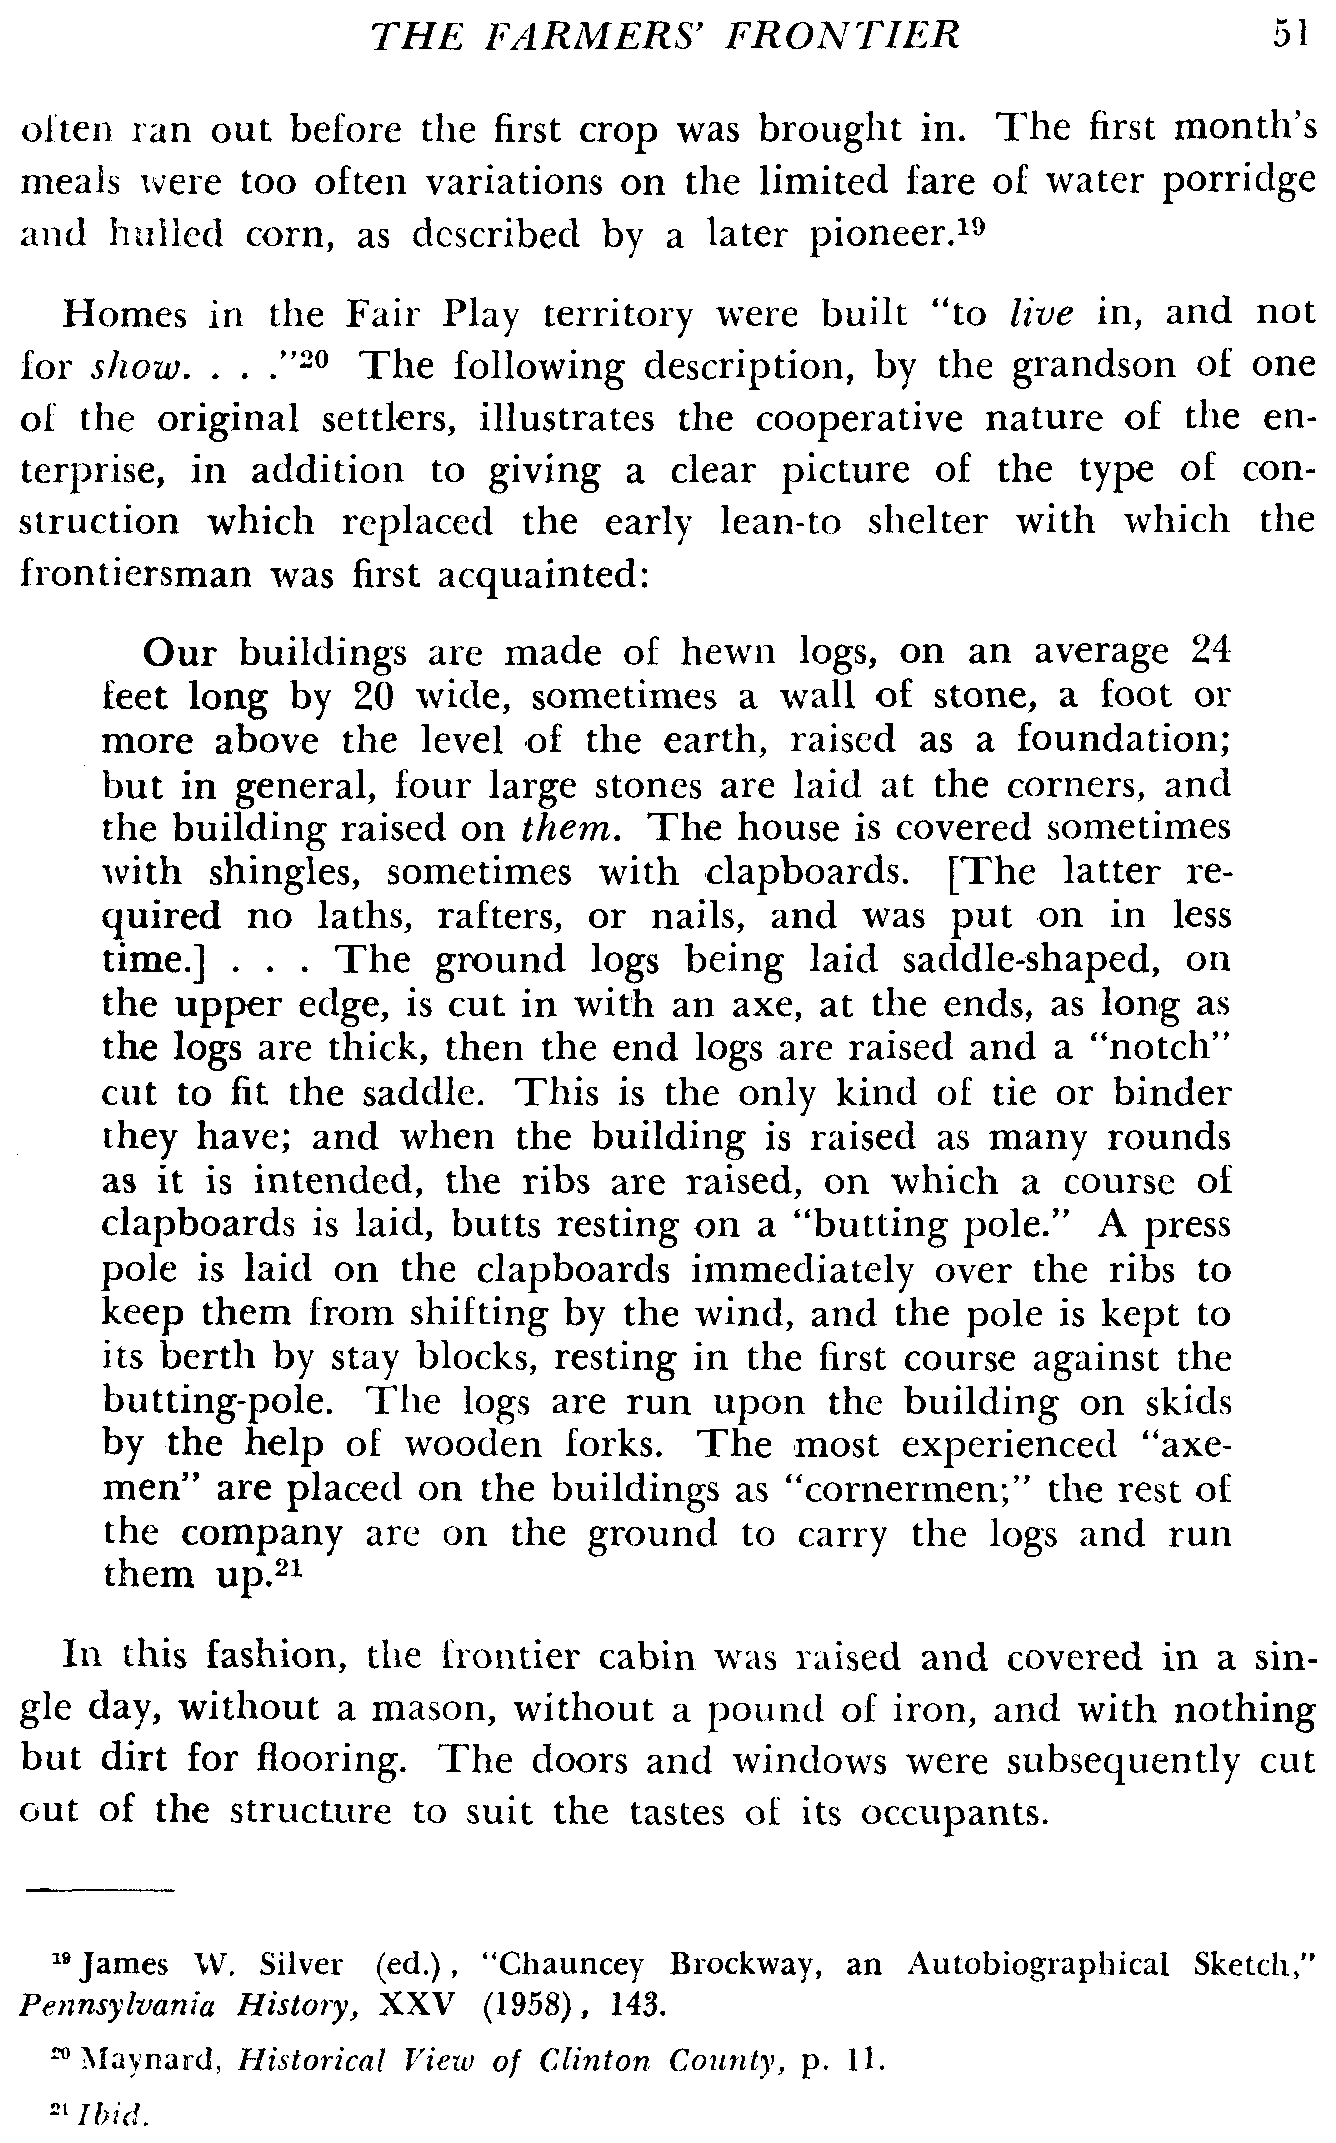 THE FARMERS' FRONTIER 51
often ran out before the first crop was brought in. The first month's
meals were too often variations on the limited fare of water porridge
and hulled corn, as described by a later pioneer.¹⁹
Homes in the Fair Play territory were built "to live in, and not
for show. . . ."²⁰ The following description, by the grandson of one
of the original settlers, illustrates the cooperative nature of the en-
terprise, in addition to giving a clear picture of the type of con-
struction which replaced the early lean-to shelter with which the
frontiersman was first acquainted:
Our buildings are made of hewn logs, on an average 24
feet long by 20 wide, sometimes a wall of stone, a foot or
more above the level of the earth, raised as a foundation;
but in general, four large stones are laid at the corners, and
the building raised on them. The house is covered sometimes
with shingles, sometimes with clapboards. [The latter re-
quired no laths, rafters, or nails, and was put on in less
time.] . . . The ground logs being laid saddle-shaped, on
the upper edge, is cut in with an axe, at the ends, as long as
the logs are thick, then the end logs are raised and a "notch"
cut to fit the saddle. This is the only kind of tie or binder
they have; and when the building is raised as many rounds
as it is intended, the ribs are raised, on which a course of
clapboards is laid, butts resting on a "butting pole." A press
pole is laid on the clapboards immediately over the ribs to
keep them from shifting by the wind, and the pole is kept to
its berth by stay blocks, resting in the first course against the
butting-pole. The logs are run upon the building on skids
by the help of wooden forks. The most experienced "axe-
men" are placed on the buildings as "cornermen;" the rest of
the company are on the ground to carry the logs and run
them up.²¹
In this fashion, the frontier cabin was raised and covered in a sin-
gle day, without a mason, without a pound of iron, and with nothing
but dirt for flooring. The doors and windows were subsequently cut
out of the structure to suit the tastes of its occupants.
¹⁹ James W. Silver (ed.), "Chauncey Brockway, an Autobiographical Sketch,"
Pennsylvania History, XXV (1958), 143.
²⁰ Maynard, Historical View of Clinton County, p. 11.
²¹ Ibid.